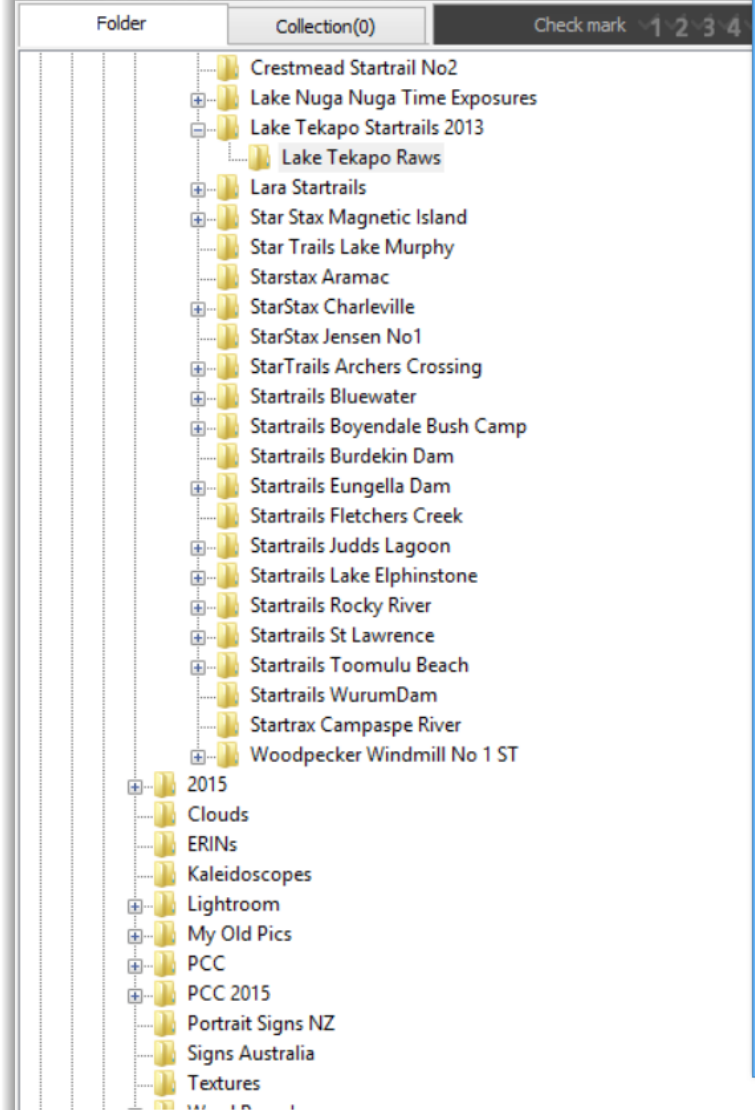 Folder Collection(0) Check mark 1 2 3 4
Crestmead Startrail No2
Lake Nuga Nuga Time Exposures
Lake Tekapo Startrails 2013
Lake Tekapo Raws
Lara Startrails
Star Stax Magnetic Island
Star Trails Lake Murphy
Starstax Aramac
StarStax Charleville
StarStax Jensen No1
StarTrails Archers Crossing
Startrails Bluewater
Startrails Boyendale Bush Camp
Startrails Burdekin Dam
Startrails Eungella Dam
Startrails Fletchers Creek
Startrails Judds Lagoon
Startrails Lake Elphinstone
Startrails Rocky River
Startrails St Lawrence
Startrails Toomulu Beach
Startrails WurumDam
Startrax Campaspe River
Woodpecker Windmill No 1 ST
2015
Clouds
ERINs
Kaleidoscopes
Lightroom
My Old Pics
PCC
PCC 2015
Portrait Signs NZ
Signs Australia
Textures